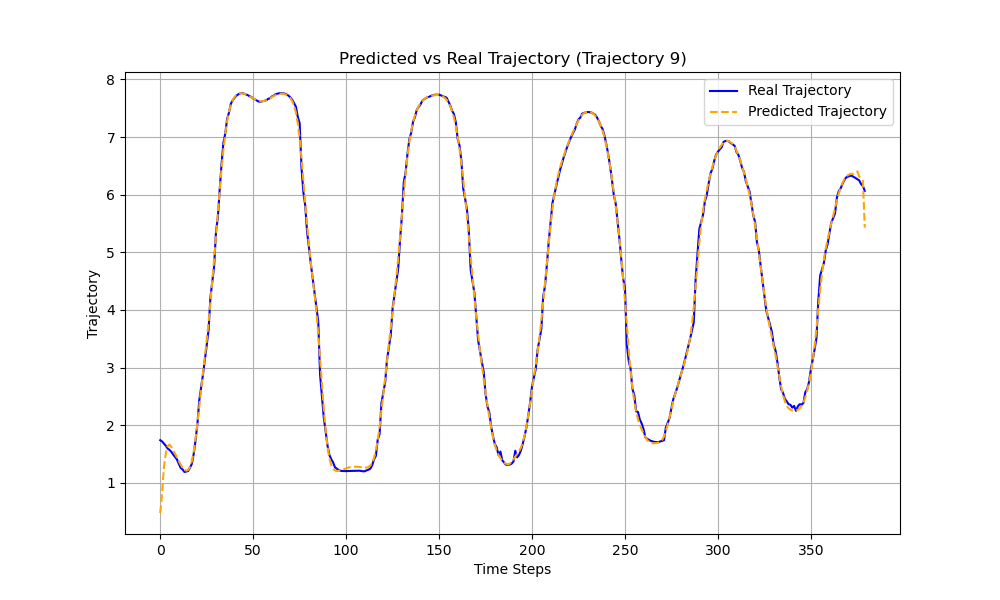 Predicted vs Real Trajectory (Trajectory 9)
Real Trajectory
Predicted Trajectory
8
7
6
5
4
3
2
1
Trajectory
0 50 100 150 200 250 300 350
Time Steps